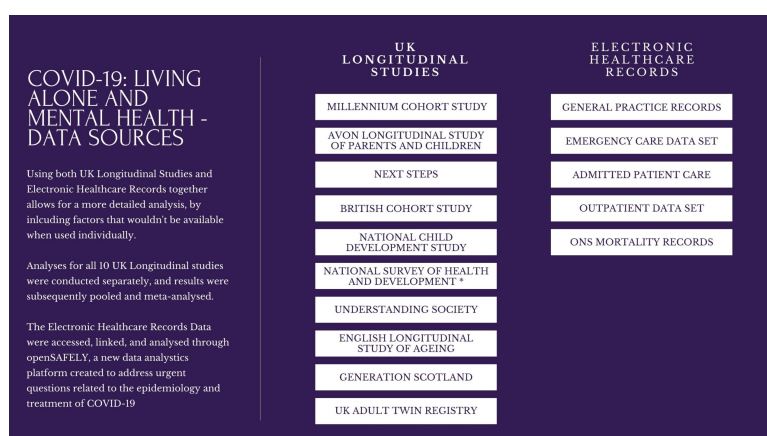 COVID-19: LIVING
ALONE AND
MENTAL HEALTH -
DATA SOURCES
Using both UK Longitudinal Studies and
Electronic Healthcare Records together
allows for a more detailed analysis, by
inlcuding factors that wouldn't be available
when used individually.
Analyses for all 10 UK Longitudinal studies
were conducted separately, and results were
subsequently pooled and meta-analysed.
The Electronic Healthcare Records Data
were accessed, linked, and analysed through
openSAFELY, a new data analystics
platform created to address urgent
questions related to the epidemiology and
treatment of COVID-19
UK
LONGITUDINAL
STUDIES
MILLENNIUM COHORT STUDY
AVON LONGITUDINAL STUDY
OF PARENTS AND CHILDREN
NEXT STEPS
BRITISH COHORT STUDY
NATIONAL CHILD
DEVELOPMENT STUDY
NATIONAL SURVEY OF HEALTH
AND DEVELOPMENT *
UNDERSTANDING SOCIETY
ENGLISH LONGITUDINAL
STUDY OF AGEING
GENERATION SCOTLAND
UK ADULT TWIN REGISTRY
ELECTRONIC
HEALTHCARE
RECORDS
GENERAL PRACTICE RECORDS
EMERGENCY CARE DATA SET
ADMITTED PATIENT CARE
OUTPATIENT DATA SET
ONS MORTALITY RECORDS